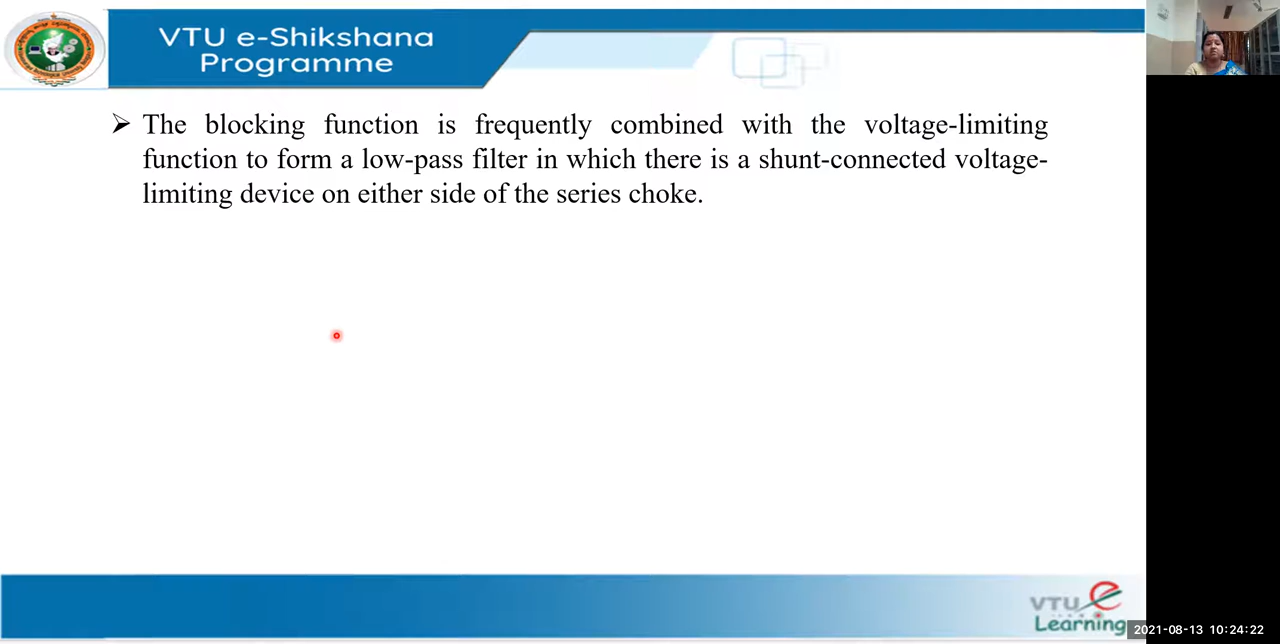 VTU e-Shikshana
Programme
➢ The blocking function is frequently combined with the voltage-limiting
function to form a low-pass filter in which there is a shunt-connected voltage-
limiting device on either side of the series choke.
VTU e
Learning
2021-08-13 10:24:22